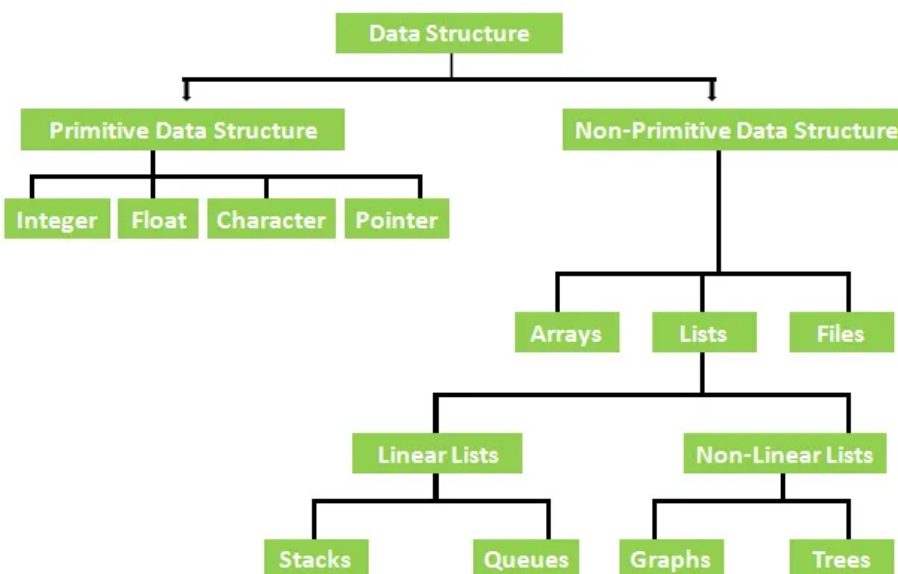 Data Structure
Primitive Data Structure
Non-Primitive Data Structure
Integer
Float
Character
Pointer
Arrays
Lists
Files
Linear Lists
Non-Linear Lists
Stacks
Queues
Graphs
Trees